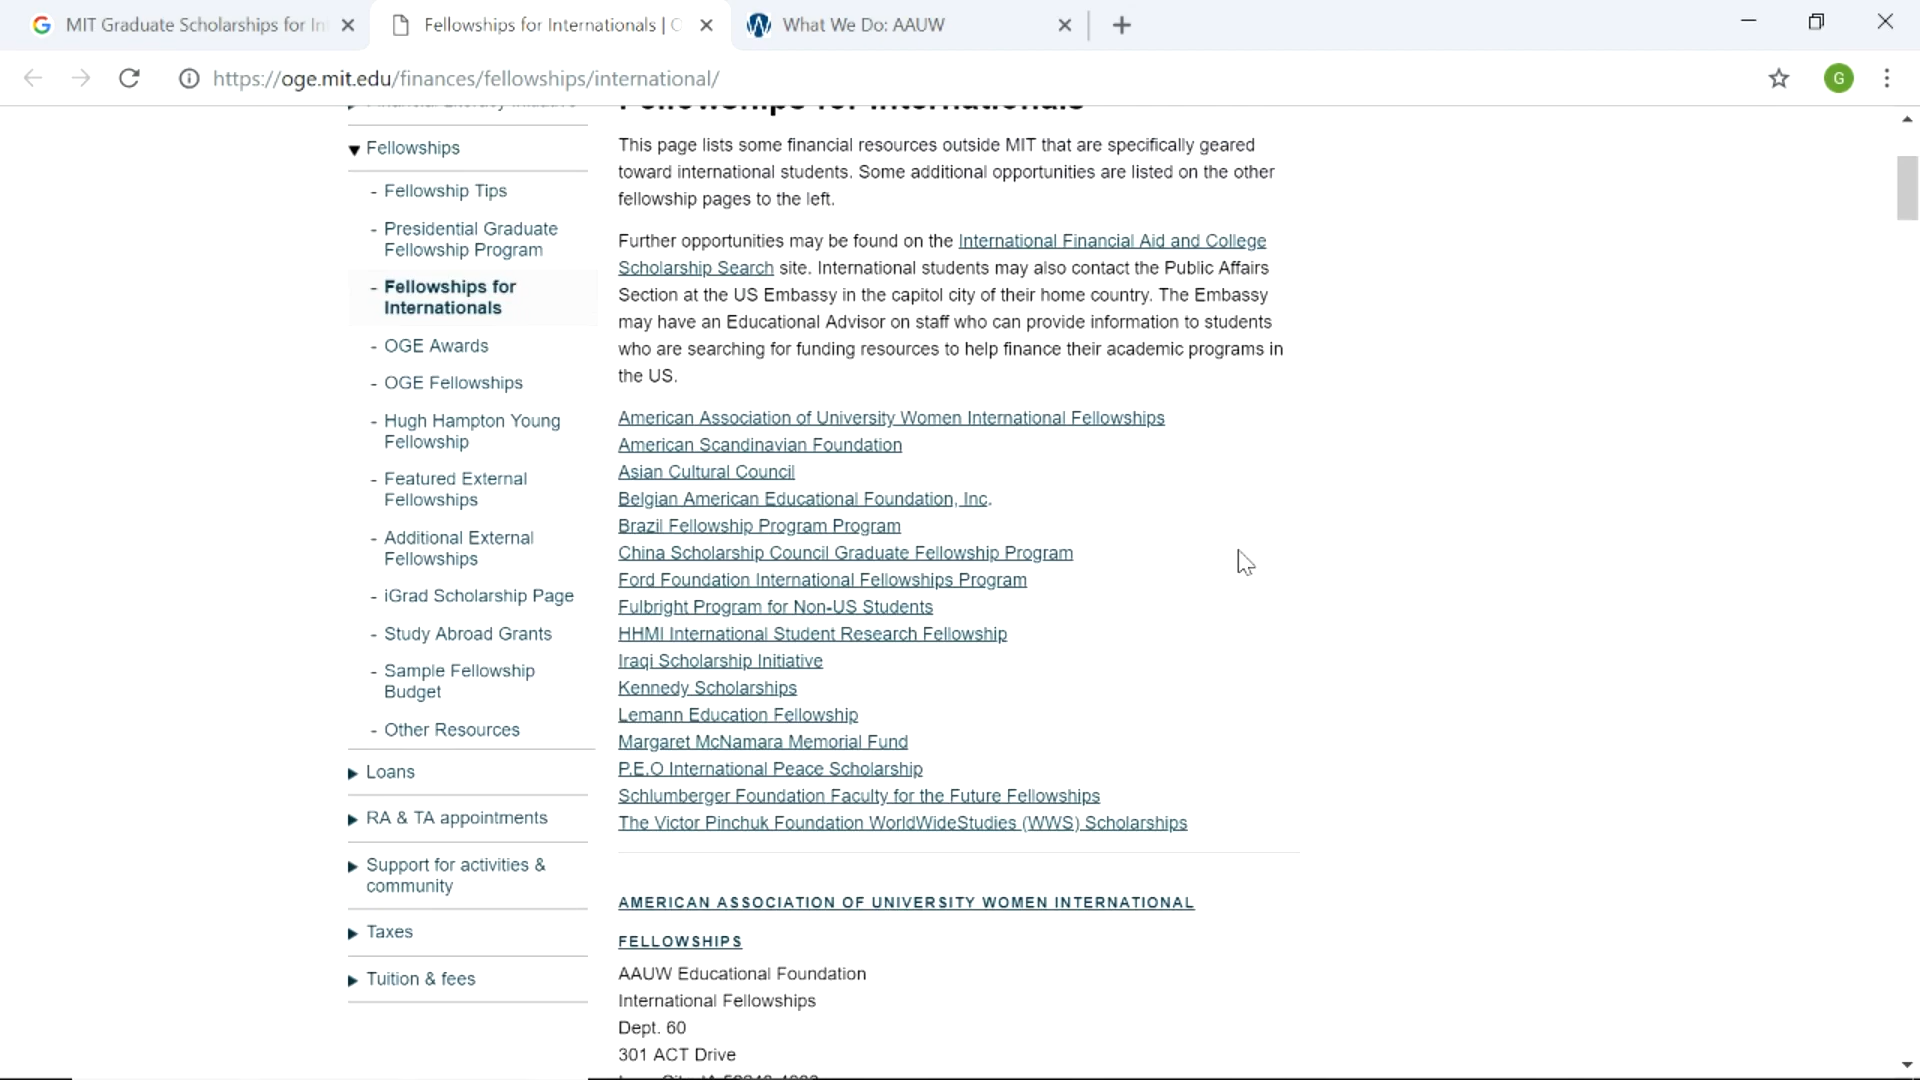 MIT Graduate Scholarships for In
Fellowships for Internationals |
What We Do: AAUW
https://oge.mit.edu/finances/fellowships/international/
G
Financial Literacy Initiative
Fellowships
- Fellowship Tips
- Presidential Graduate
Fellowship Program
- Fellowships for
Internationals
- OGE Awards
- OGE Fellowships
- Hugh Hampton Young
Fellowship
- Featured External
Fellowships
- Additional External
Fellowships
- iGrad Scholarship Page
- Study Abroad Grants
- Sample Fellowship
Budget
- Other Resources
Loans
RA & TA appointments
Support for activities &
community
Taxes
Tuition & fees
Fellowships for Internationals
This page lists some financial resources outside MIT that are specifically geared
toward international students. Some additional opportunities are listed on the other
fellowship pages to the left.
Further opportunities may be found on the International Financial Aid and College
Scholarship Search site. International students may also contact the Public Affairs
Section at the US Embassy in the capitol city of their home country. The Embassy
may have an Educational Advisor on staff who can provide information to students
who are searching for funding resources to help finance their academic programs in
the US.
American Association of University Women International Fellowships
American Scandinavian Foundation
Asian Cultural Council
Belgian American Educational Foundation, Inc.
Brazil Fellowship Program Program
China Scholarship Council Graduate Fellowship Program
Ford Foundation International Fellowships Program
Fulbright Program for Non-US Students
HHMI International Student Research Fellowship
Iraqi Scholarship Initiative
Kennedy Scholarships
Lemann Education Fellowship
Margaret McNamara Memorial Fund
P.E.O International Peace Scholarship
Schlumberger Foundation Faculty for the Future Fellowships
The Victor Pinchuk Foundation WorldWideStudies (WWS) Scholarships
AMERICAN ASSOCIATION OF UNIVERSITY WOMEN INTERNATIONAL
FELLOWSHIPS
AAUW Educational Foundation
International Fellowships
Dept. 60
301 ACT Drive